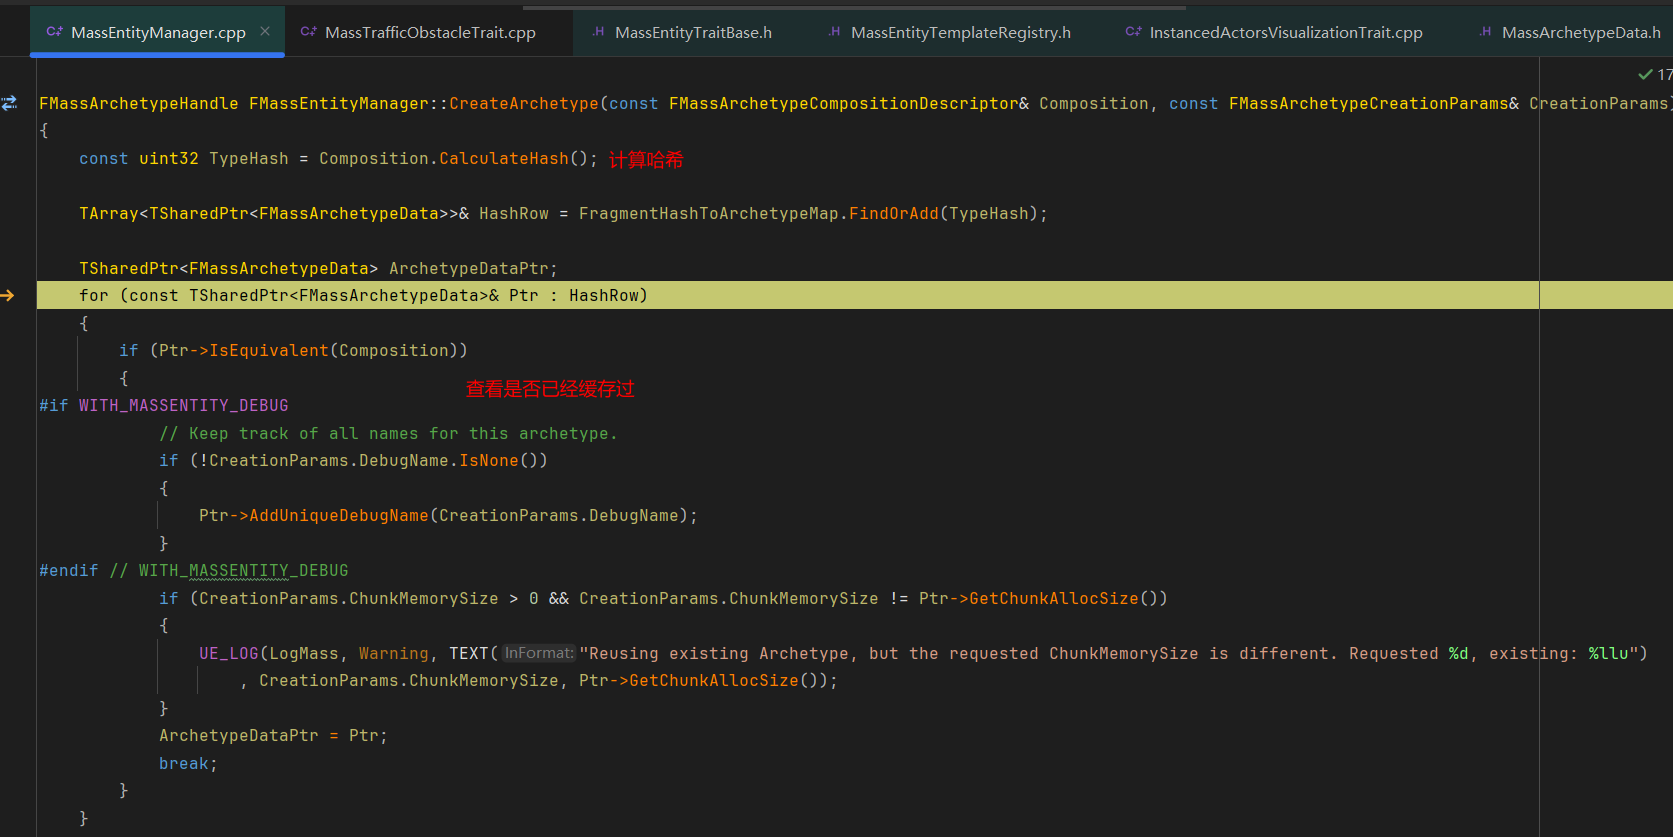 MassEntityManager.cpp MassTrafficObstacleTrait.cpp MassEntityTraitBase.h MassEntityTemplateRegistry.h InstancedActorsVisualizationTrait.cpp MassArchetypeData.h
17
FMassArchetypeHandle FMassEntityManager::CreateArchetype(const FMassArchetypeCompositionDescriptor& Composition, const FMassArchetypeCreationParams& CreationParams)
{
const uint32 TypeHash = Composition.CalculateHash(); 计算哈希
TArray<TSharedPtr<FMassArchetypeData>>& HashRow = FragmentHashToArchetypeMap.FindOrAdd(TypeHash);
TSharedPtr<FMassArchetypeData> ArchetypeDataPtr;
for (const TSharedPtr<FMassArchetypeData>& Ptr : HashRow)
{
if (Ptr->IsEquivalent(Composition))
{
查看是否已经缓存过
#if WITH_MASSENTITY_DEBUG
// Keep track of all names for this archetype.
if (!CreationParams.DebugName.IsNone())
{
Ptr->AddUniqueDebugName(CreationParams.DebugName);
}
#endif // WITH_MASSENTITY_DEBUG
if (CreationParams.ChunkMemorySize > 0 && CreationParams.ChunkMemorySize != Ptr->GetChunkAllocSize())
{
UE_LOG(LogMass, Warning, TEXT( InFormat: "Reusing existing Archetype, but the requested ChunkMemorySize is different. Requested %d, existing: %llu")
, CreationParams.ChunkMemorySize, Ptr->GetChunkAllocSize());
}
ArchetypeDataPtr = Ptr;
break;
}
}